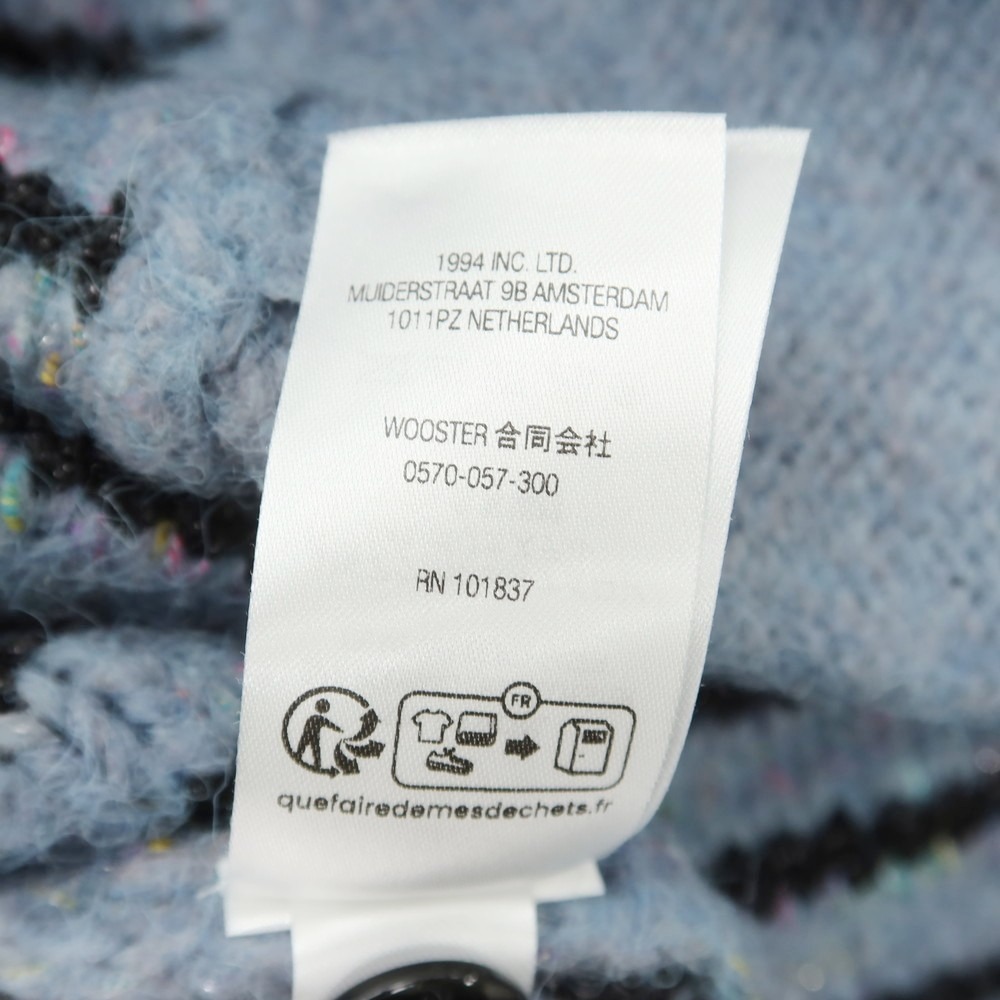 1994 INC. LTD.
MUIDERSTRAAT 9B AMSTERDAM
1011PZ NETHERLANDS
WOOSTER 合同会社
0570-057-300
RN 101837
FR
quefairedemesdechets.fr